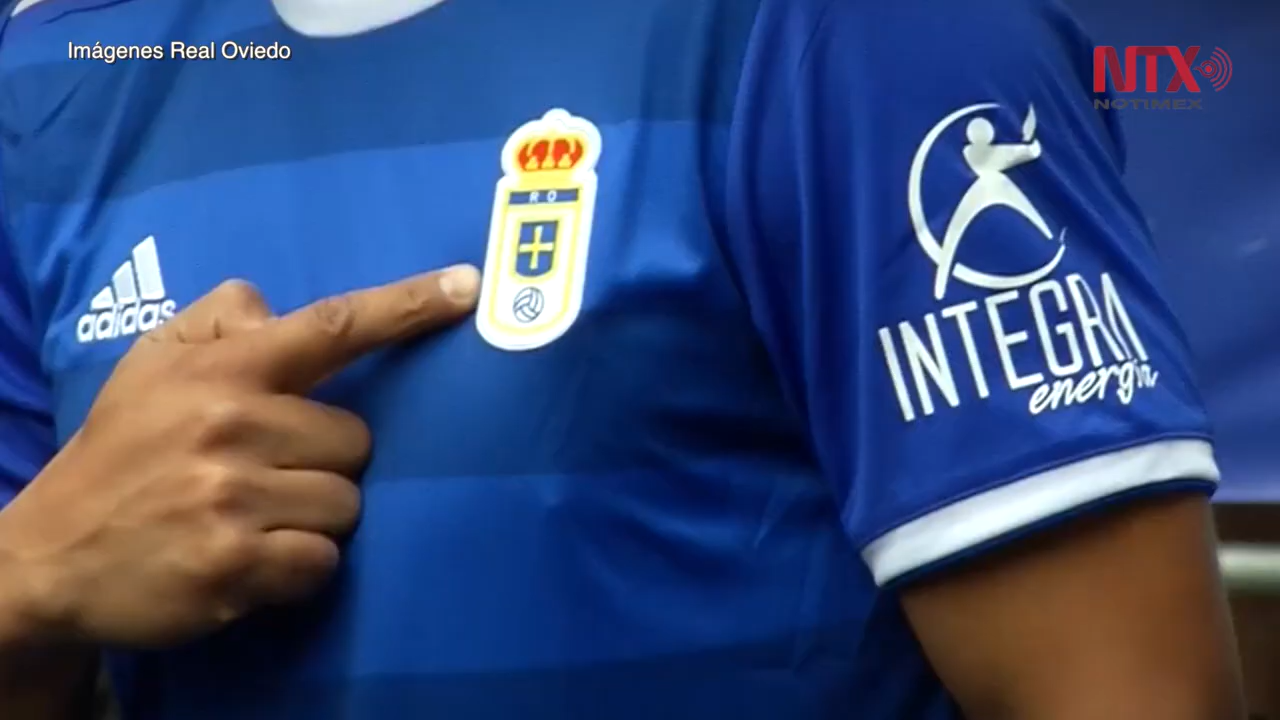 Imágenes Real Oviedo
NTX
NOTIMEX
RO
adidas
INTEGRA
energía